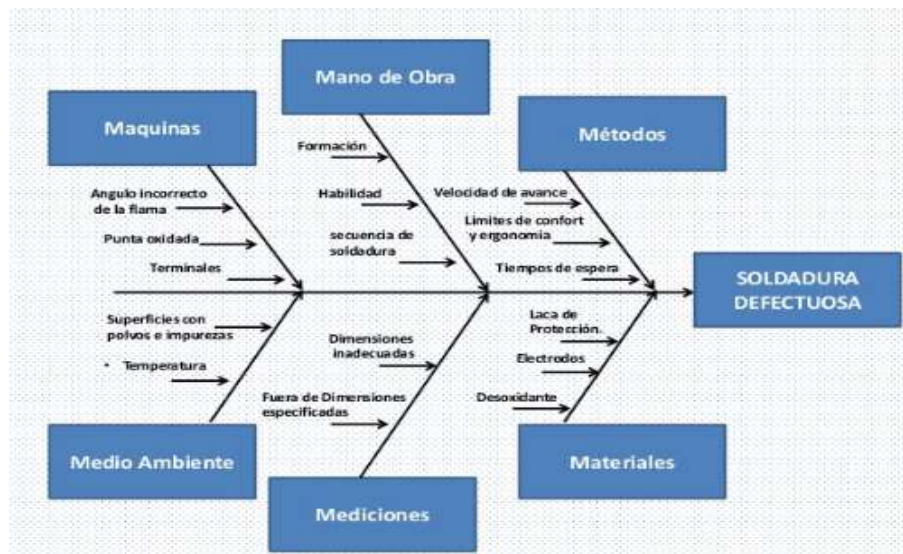 Mano de Obra
Maquinas
Métodos
Formación
Angulo incorrecto
de la flama
Habilidad
Velocidad de avance
Limites de confort
y ergonomia
Punta oxidada
secuencia de
soldadura
Terminales
Tiempos de espera
SOLDADURA
DEFECTUOSA
Superficies con
polvos e impurezas
Dimensiones
inadecuadas
Laca de
Protección.
• Temperatura
Electrodos
Fuera de Dimensiones
especificadas
Desoxidante
Medio Ambiente
Materiales
Mediciones